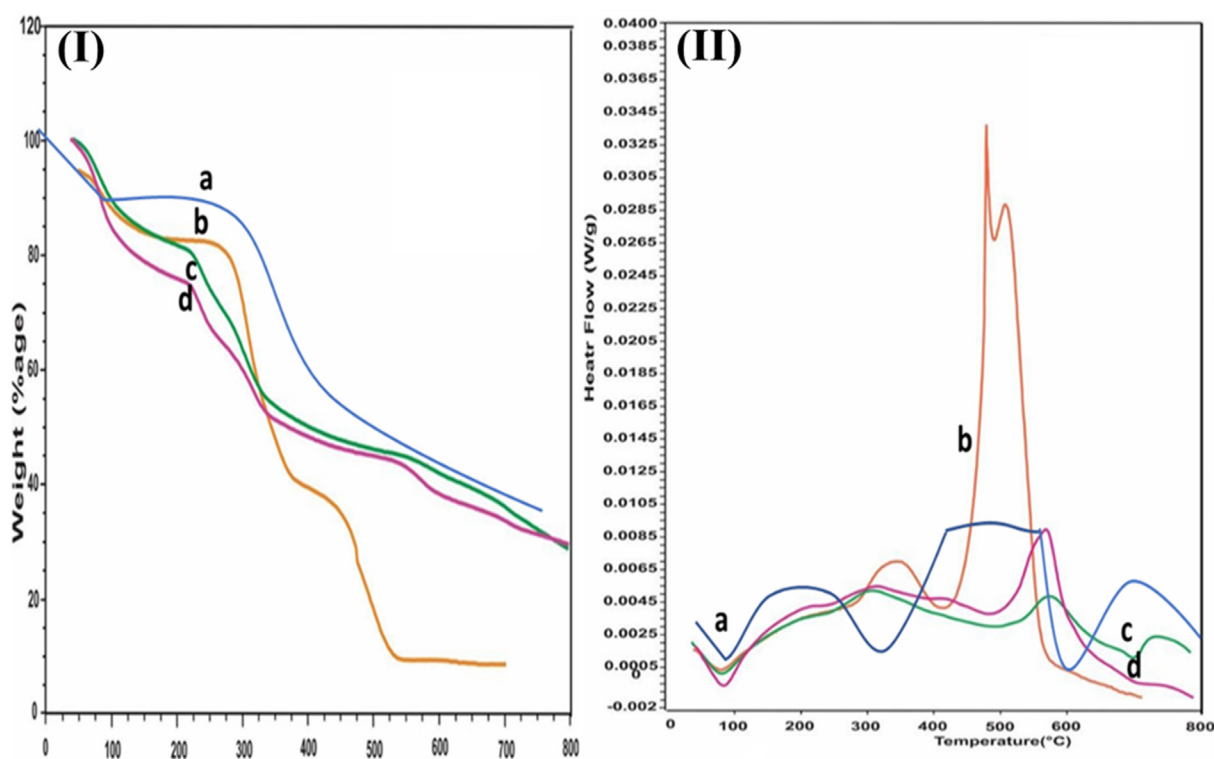 (I)
120
100
80
60
40
20
0
Weight (%age)
a
b
c
d
0 100 200 300 400 500 600 700 800
(II)
0.0400
0.0385
0.0365
0.0345
0.0325
0.0305
0.0285
0.0265
0.0245
0.0225
0.0205
0.0185
0.0165
0.0145
0.0125
0.0105
0.0085
0.0065
0.0045
0.0025
0.0005
0
-0.002
Heatr Flow (W/g)
b
a
c
d
0 100 200 300 400 500 600 800
Temperature(°C)